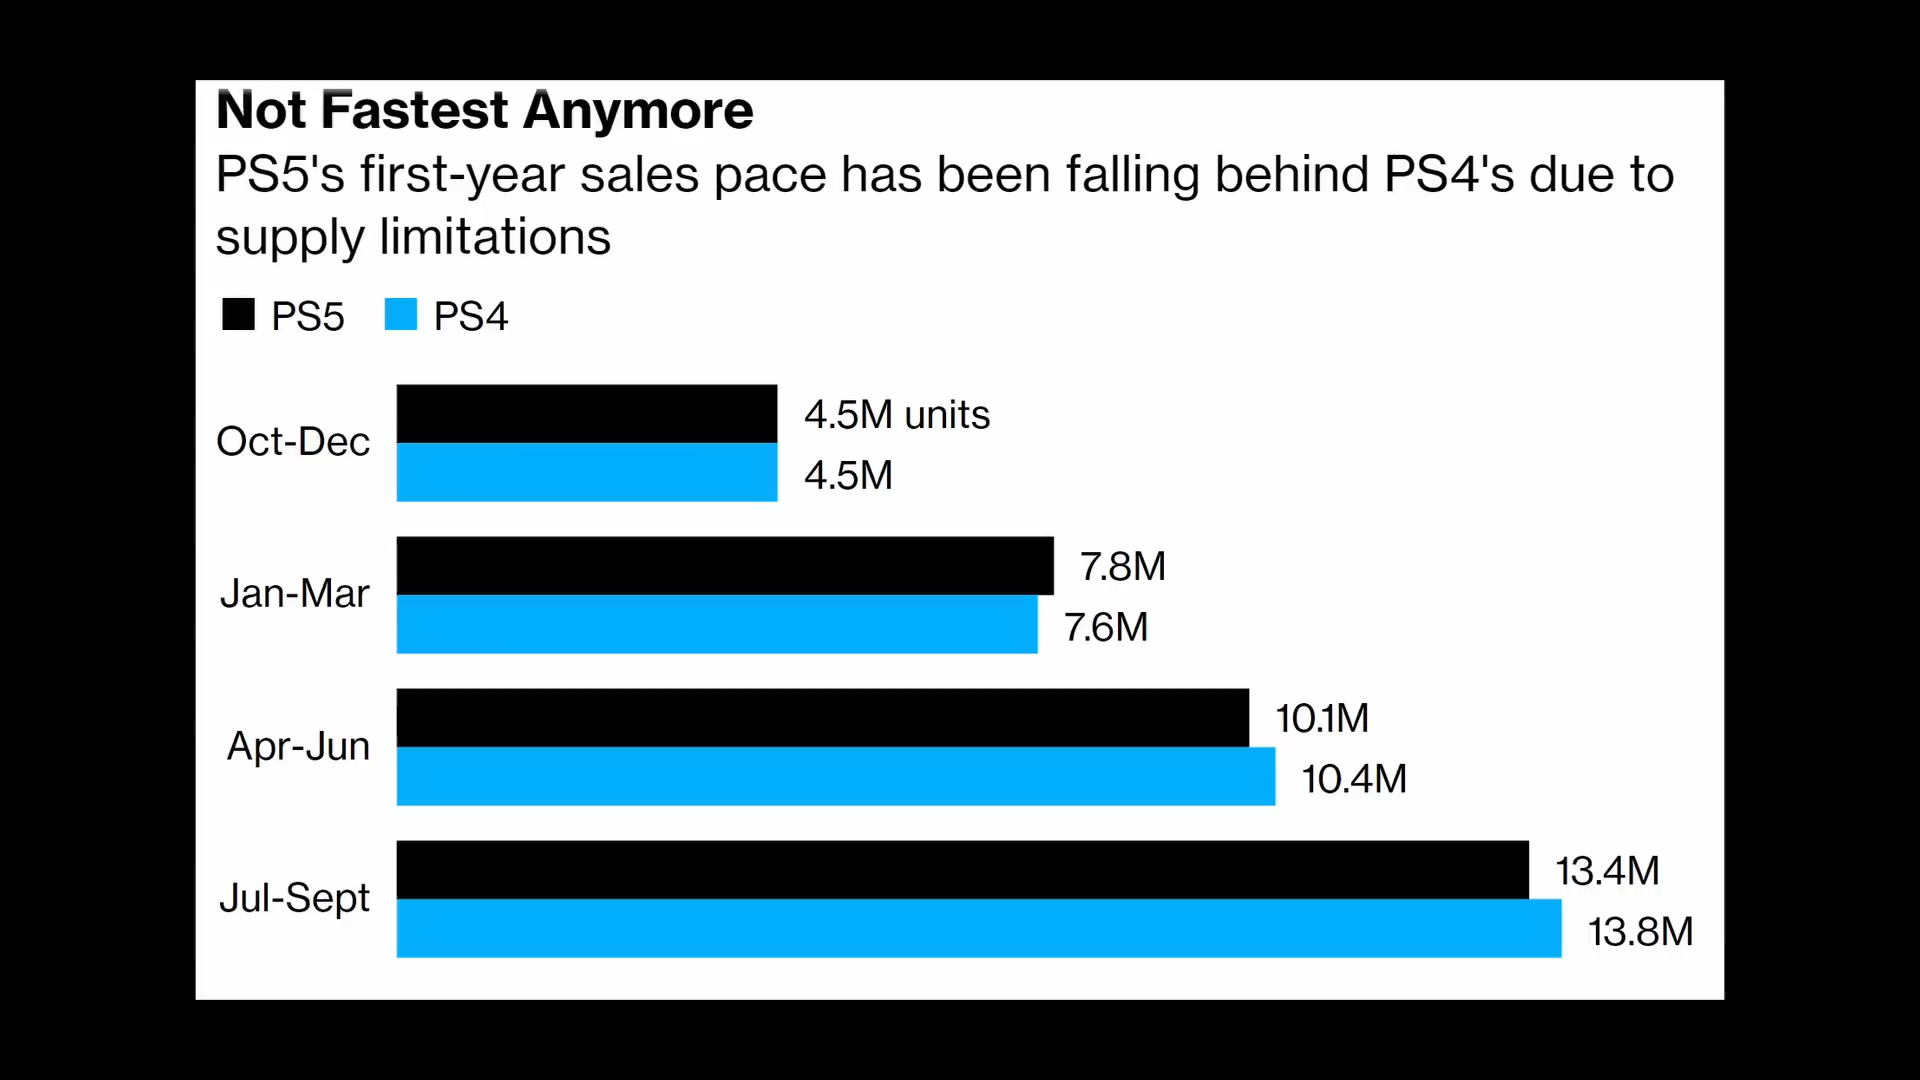 Not Fastest Anymore
PS5's first-year sales pace has been falling behind PS4's due to
supply limitations
PS5 PS4
Oct-Dec
4.5M units
4.5M
Jan-Mar
7.8M
7.6M
Apr-Jun
10.1M
10.4M
Jul-Sept
13.4M
13.8M